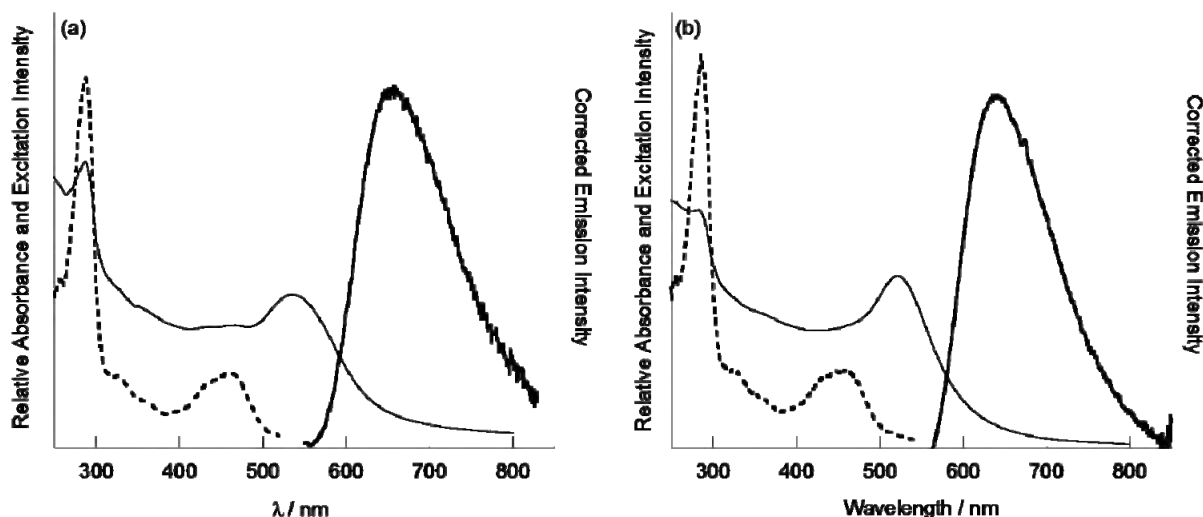 (a)
Relative Absorbance and Excitation Intensity
Corrected Emission Intensity
300 400 500 600 700 800
λ / nm
(b)
Relative Absorbance and Excitation Intensity
Corrected Emission Intensity
300 400 500 600 700 800
Wavelength / nm